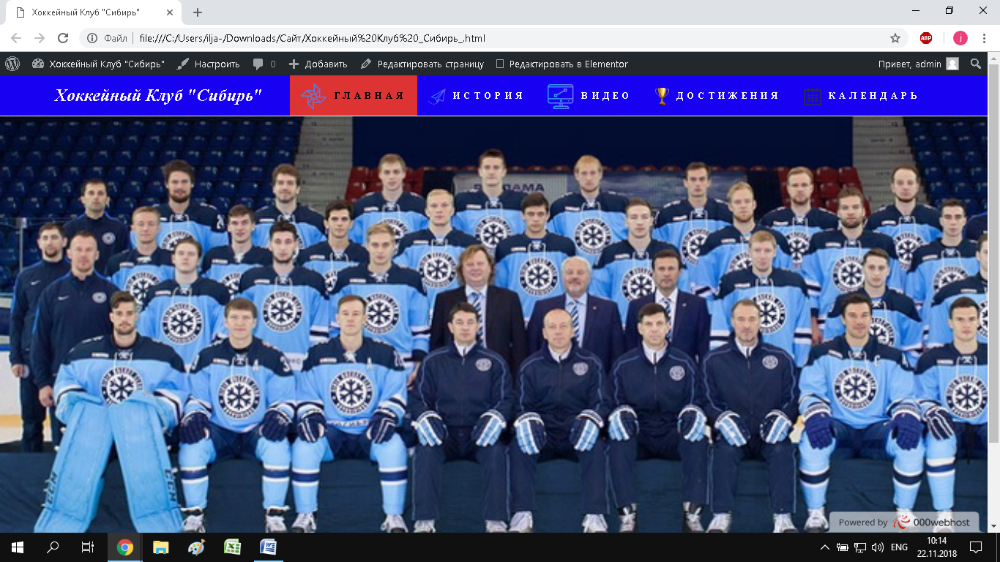 Хоккейный Клуб "Сибирь"
Файл file:///C:/Users/ilja-/Downloads/Сайт/Хоккейный%20Клуб%20_Сибирь_.html
ABP
j
Хоккейный Клуб "Сибирь" Настроить 0 Добавить Редактировать страницу Редактировать в Elementor Привет, admin
Хоккейный Клуб "Сибирь" ГЛАВНАЯ ИСТОРИЯ ВИДЕО ДОСТИЖЕНИЯ КАЛЕНДАРЬ
Powered by 000webhost
ENG 10:14
22.11.2018